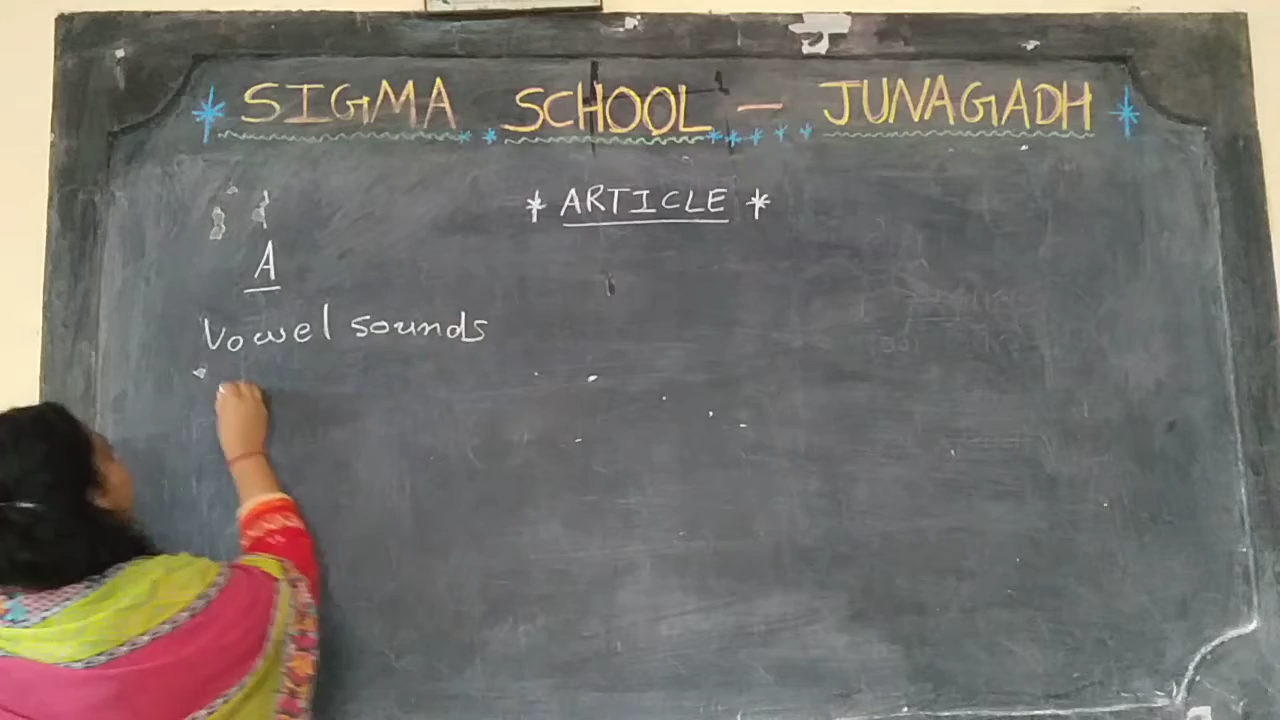 * SIGMA * * SCHOOL * * * * * - JUNAGADH *
* ARTICLE *
A
Vowel sounds